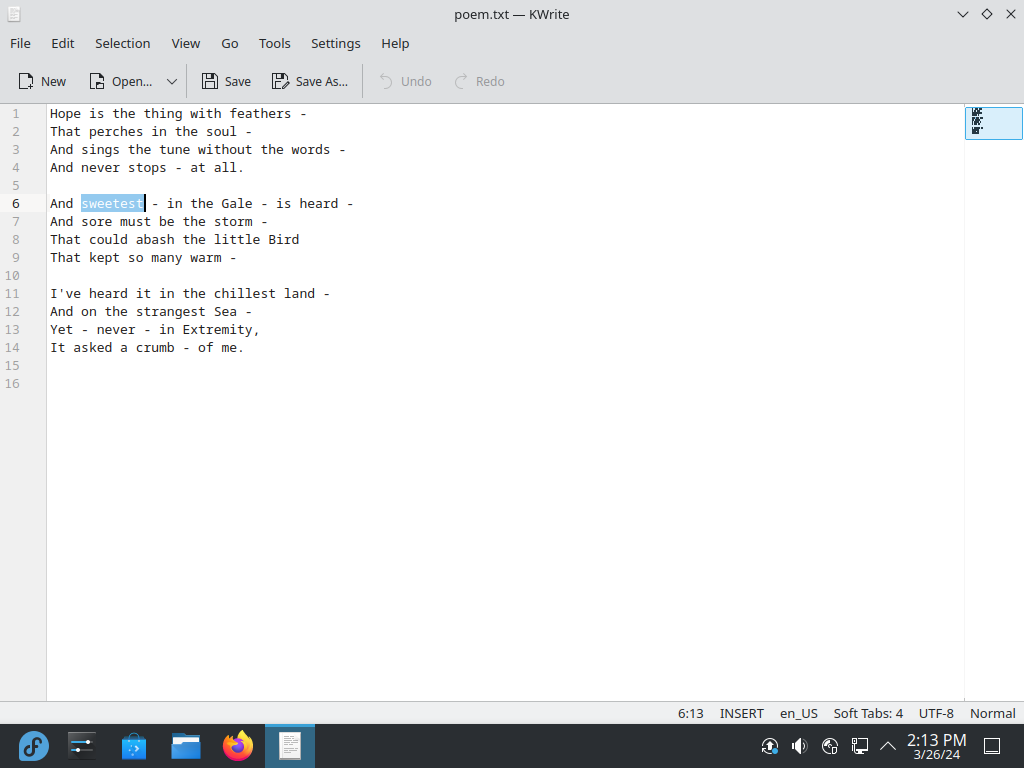 poem.txt — KWrite
File Edit Selection View Go Tools Settings Help
New Open... Save Save As... Undo Redo
1 Hope is the thing with feathers -
2 That perches in the soul -
3 And sings the tune without the words -
4 And never stops - at all.
5
6 And sweetest - in the Gale - is heard -
7 And sore must be the storm -
8 That could abash the little Bird
9 That kept so many warm -
10
11 I've heard it in the chillest land -
12 And on the strangest Sea -
13 Yet - never - in Extremity,
14 It asked a crumb - of me.
15
16
6:13 INSERT en_US Soft Tabs: 4 UTF-8 Normal
2:13 PM
3/26/24